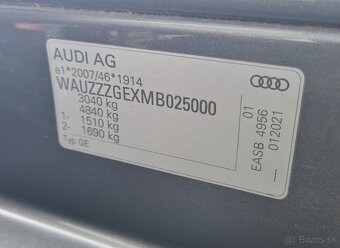 AUDI AG
e1*2007/46*1914
WAUZZZGEXMB025000
3040 kg
4840 kg
1- 1510 kg
2- 1690 kg
Typ GE
EASB 4956 01
012021
Bazos.sk